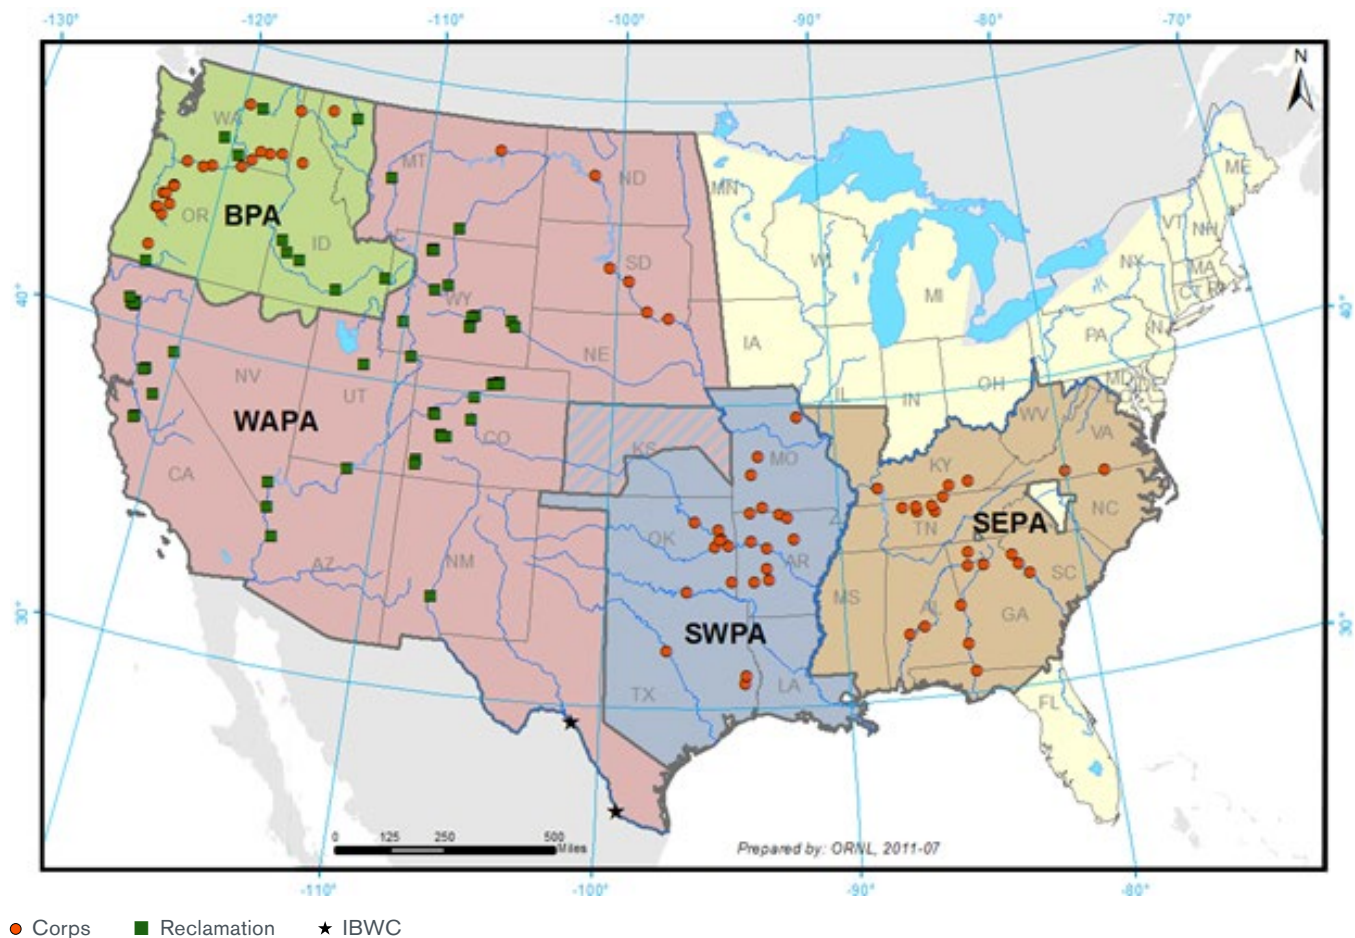 -130° -120° -110° -100° -90° -80° -70°
N
WA
MT
ND
MN
ME
VT
NH
OR
BPA
ID
SD
WI
NY
MA
CT
RI
MI
40°
WY
40°
IA
PA
NE
NV
UT
IL
IN
OH
MD
DE
WAPA
WV
VA
CO
KS
MO
KY
CA
NC
TN
SEPA
OK
AZ
NM
AR
SC
MS
AL
GA
30°
30°
SWPA
TX
LA
FL
0 125 250 500
Miles
Prepared by: ORNL, 2011-07
-110° -100° -90° -80°
Corps Reclamation IBWC